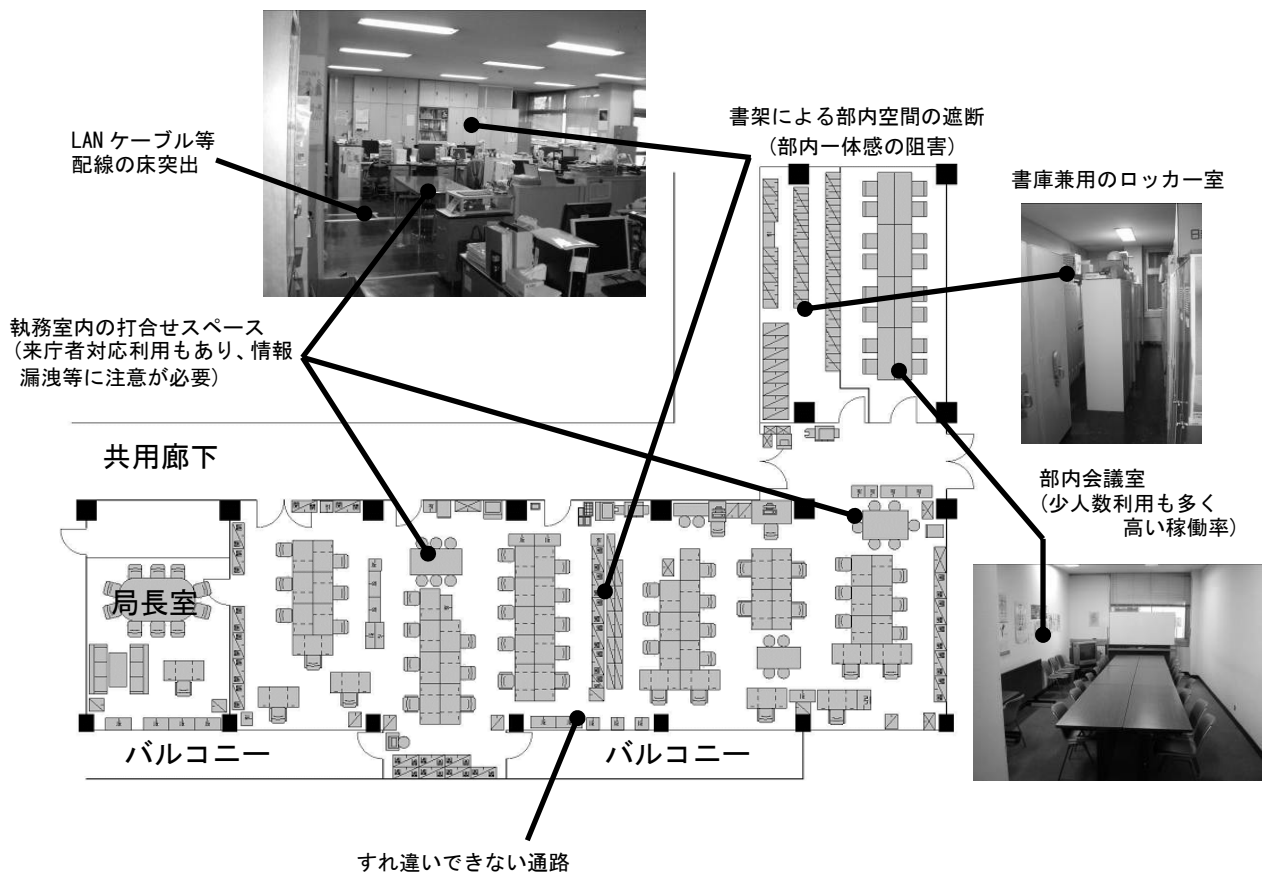 LANケーブル等
配線の床突出
書架による部内空間の遮断
（部内一体感の阻害）
書庫兼用のロッカー室
執務室内の打合せスペース
（来庁者対応利用もあり、情報
漏洩等に注意が必要）
共用廊下
部内会議室
（少人数利用も多く
高い稼働率）
局長室
バルコニー
バルコニー
すれ違いできない通路